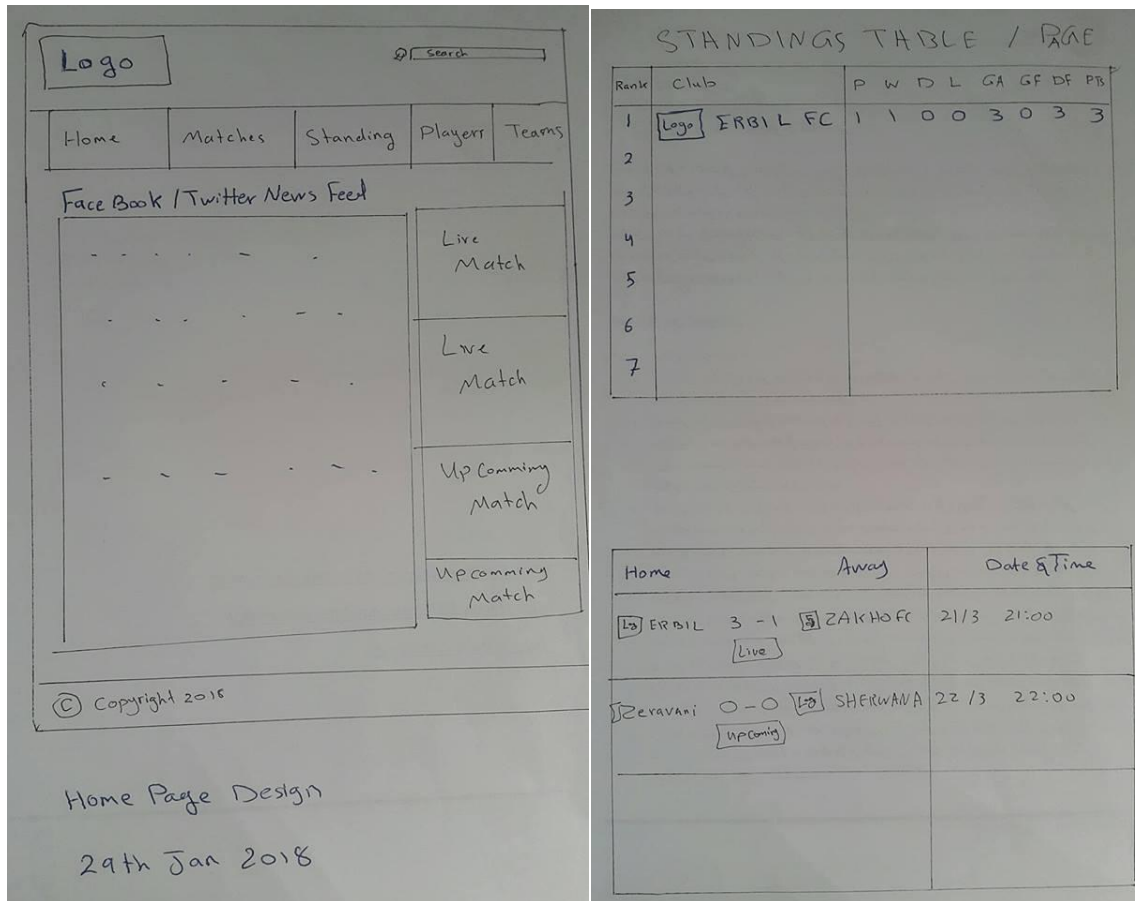 Logo
Search
Home Matches Standing Players Teams
Face Book / Twitter News Feed
Live
Match
Live
Match
Up Comming
Match
Upcomming
Match
© Copyright 2018
Home Page Design
29th Jan 2018
STANDINGS TABLE / PAGE
Rank Club P W D L GA GF DF PTS
1 Logo ERBIL FC 1 1 0 0 3 0 3 3
2
3
4
5
6
7
Home Away Date & Time
Lg ERBIL 3 - 1 ZAKHO FC 21/3 21:00
Live
Zeravani 0 - 0 Log SHERWANA 22/3 22:00
Upcoming